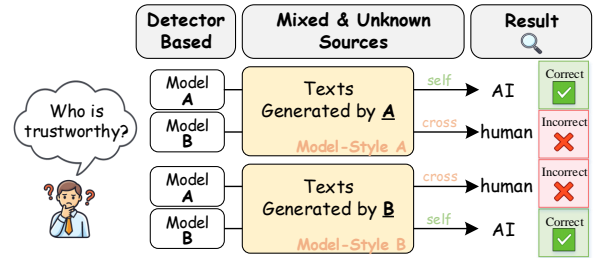 Detector
Based
Mixed & Unknown
Sources
Result
Who is
trustworthy?
Model
A
Model
B
Texts
Generated by A
Model-Style A
self
AI
Correct
cross
human
Incorrect
Model
A
Model
B
Texts
Generated by B
Model-Style B
cross
human
Incorrect
self
AI
Correct